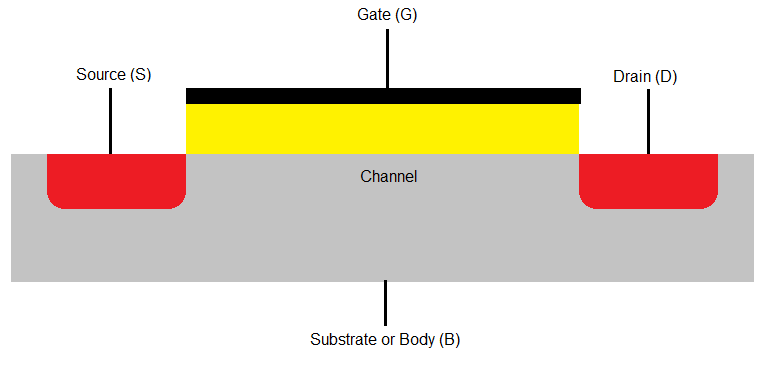 Gate (G)
Source (S)
Drain (D)
Channel
Substrate or Body (B)